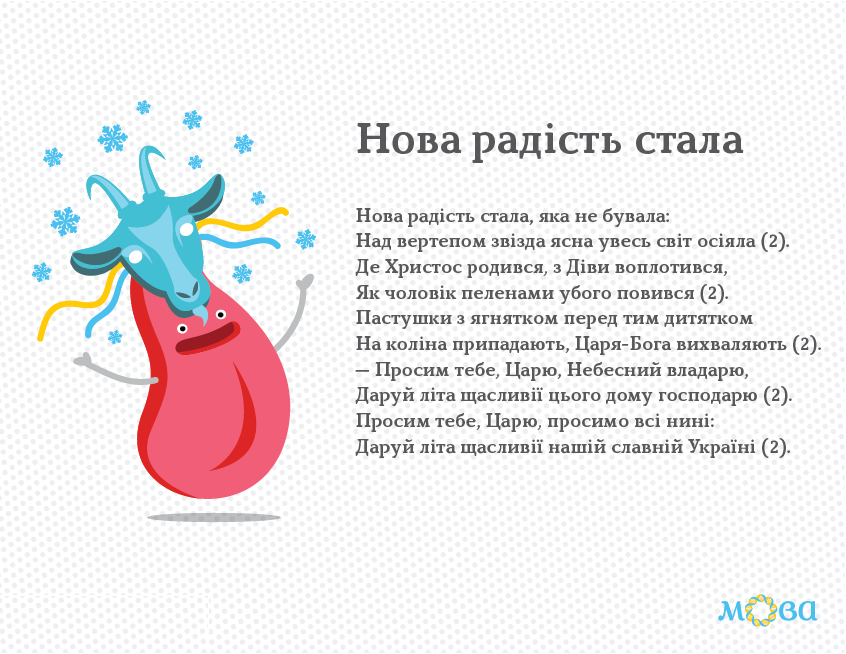 Нова радість стала
Нова радість стала, яка не бувала:
Над вертепом звізда ясна увесь світ осіяла (2).
Де Христос родився, з Діви воплотився,
Як чоловік пеленами убого повився (2).
Пастушки з ягнятком перед тим дитятком
На коліна припадають, Царя-Бога вихваляють (2).
— Просим тебе, Царю, Небесний владарю,
Даруй літа щасливії цього дому господарю (2).
Просим тебе, Царю, просимо всі нині:
Даруй літа щасливії нашій славній Україні (2).
мова